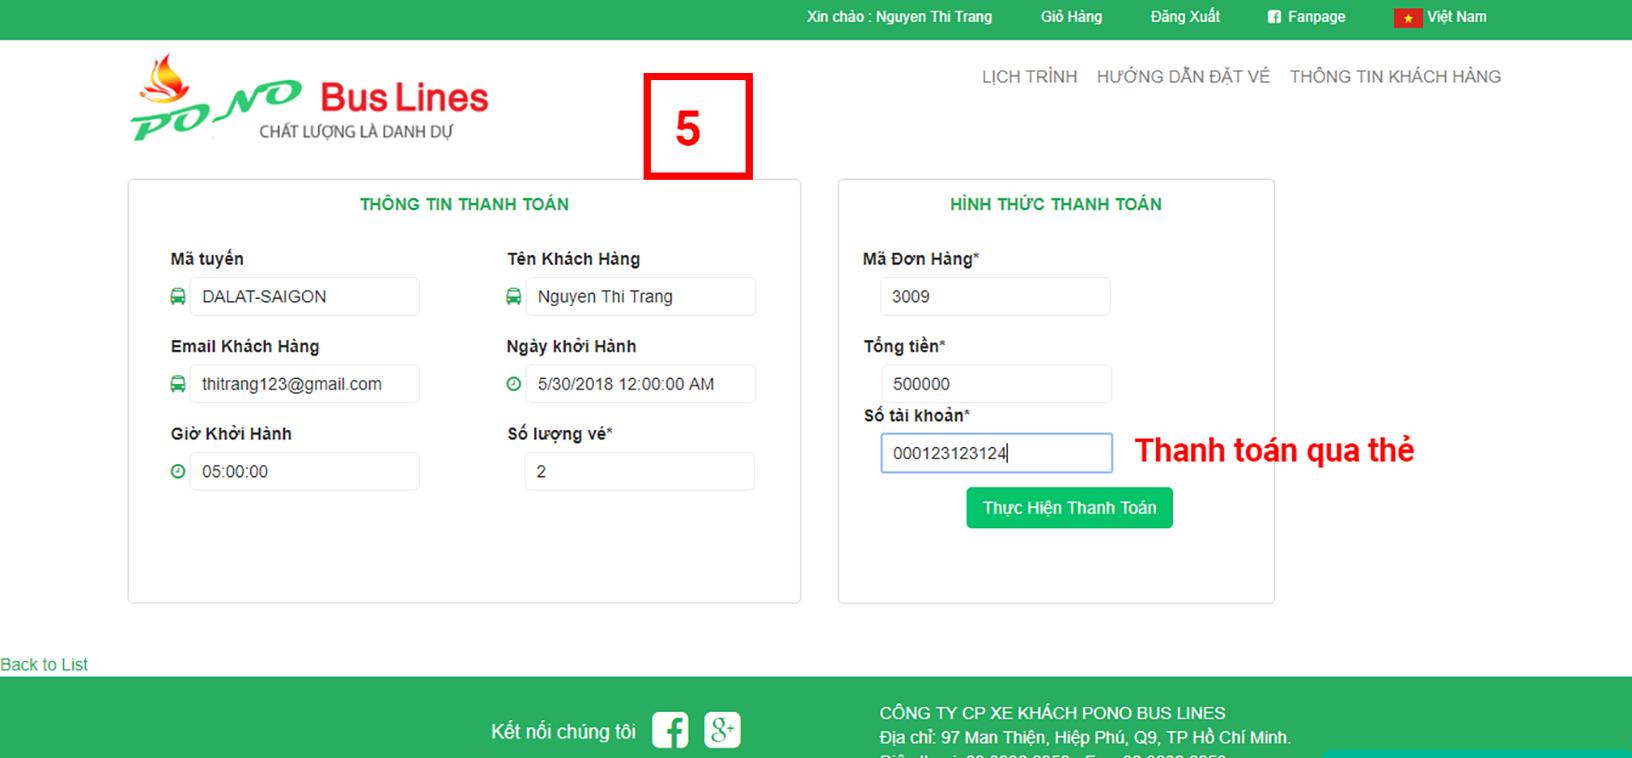 Xin chào : Nguyen Thi Trang Giỏ Hàng Đăng Xuất Fanpage Việt Nam
PONO Bus Lines
CHẤT LƯỢNG LÀ DANH DỰ
LỊCH TRÌNH HƯỚNG DẪN ĐẶT VÉ THÔNG TIN KHÁCH HÀNG
5
THÔNG TIN THANH TOÁN
Mã tuyến Tên Khách Hàng
DALAT-SAIGON Nguyen Thi Trang
Email Khách Hàng Ngày khởi Hành
thitrang123@gmail.com 5/30/2018 12:00:00 AM
Giờ Khởi Hành Số lượng vé*
05:00:00 2
HÌNH THỨC THANH TOÁN
Mã Đơn Hàng*
3009
Tổng tiền*
500000
Số tài khoản*
000123123124
Thanh toán qua thẻ
Thực Hiện Thanh Toán
Back to List
Kết nối chúng tôi
CÔNG TY CP XE KHÁCH PONO BUS LINES
Địa chỉ: 97 Man Thiện, Hiệp Phú, Q9, TP Hồ Chí Minh.